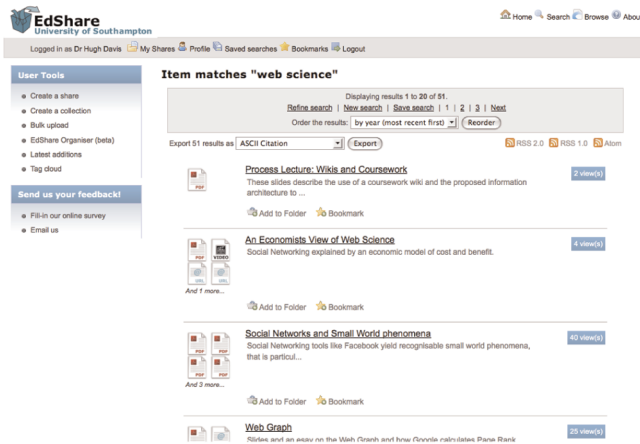 EdShare
University of Southampton
Home Search Browse Abou
Logged in as Dr Hugh Davis My Shares Profile Saved searches Bookmarks Logout
User Tools
Create a share
Create a collection
Bulk upload
EdShare Organiser (beta)
Latest additions
Tag cloud
Send us your feedback!
Fill-in our online survey
Email us
Item matches "web science"
Displaying results 1 to 20 of 51.
Refine search | New search | Save search | 1 | 2 | 3 | Next
Order the results: by year (most recent first) Reorder
Export 51 results as ASCII Citation Export RSS 2.0 RSS 1.0 Atom
PDF
Process Lecture: Wikis and Coursework
2 view(s)
These slides describe the use of a coursework wiki and the proposed information
architecture to ...
Add to Folder Bookmark
PDF VIDEO
URL URL
And 1 more...
An Economists View of Web Science
4 view(s)
Social Networking explained by an economic model of cost and benefit.
Add to Folder Bookmark
PDF PDF
PDF PDF
And 3 more...
Social Networks and Small World phenomena
40 view(s)
Social Networking tools like Facebook yield recognisable small world phenomena,
that is particul...
Add to Folder Bookmark
Web Graph
25 view(s)
Slides and an esay on the Web Graph and how Google calculates Page Rank